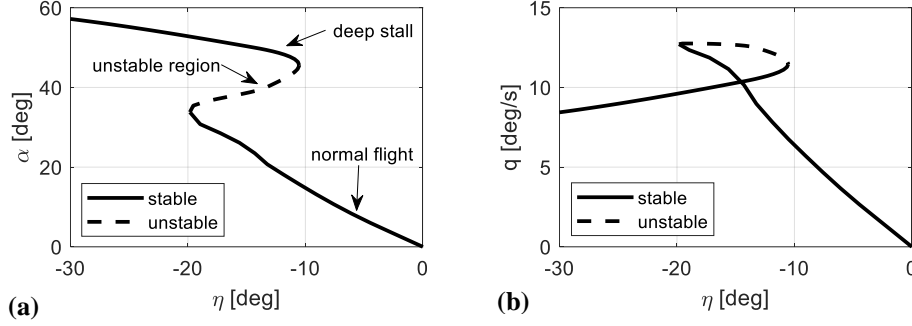 60
40
20
0
α [deg]
deep stall
unstable region
normal flight
stable
unstable
-30
-20
-10
0
η [deg]
(a)
15
10
5
0
q [deg/s]
stable
unstable
-30
-20
-10
0
η [deg]
(b)